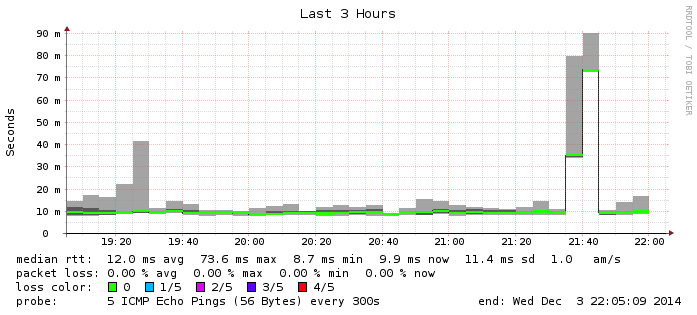 Last 3 Hours
RRDTOOL / TOBI OETIKER
Seconds
90 m
80 m
70 m
60 m
50 m
40 m
30 m
20 m
10 m
0
19:20 19:40 20:00 20:20 20:40 21:00 21:20 21:40 22:00
median rtt: 12.0 ms avg 73.6 ms max 8.7 ms min 9.9 ms now 11.4 ms sd 1.0 am/s
packet loss: 0.00 % avg 0.00 % max 0.00 % min 0.00 % now
loss color: 0 1/5 2/5 3/5 4/5
probe: 5 ICMP Echo Pings (56 Bytes) every 300s end: Wed Dec 3 22:05:09 2014